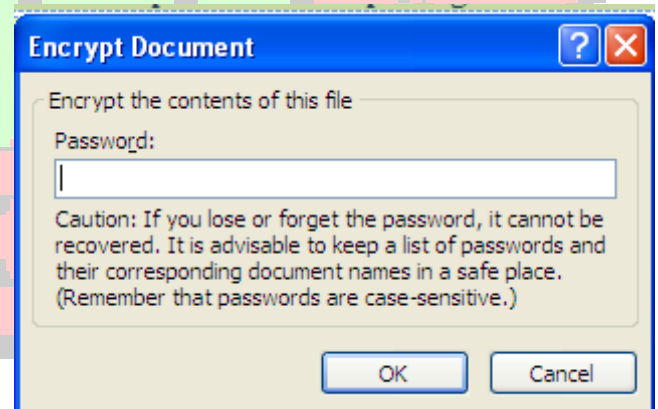 Encrypt Document
Encrypt the contents of this file
Password:
Caution: If you lose or forget the password, it cannot be
recovered. It is advisable to keep a list of passwords and
their corresponding document names in a safe place.
(Remember that passwords are case-sensitive.)
OK Cancel